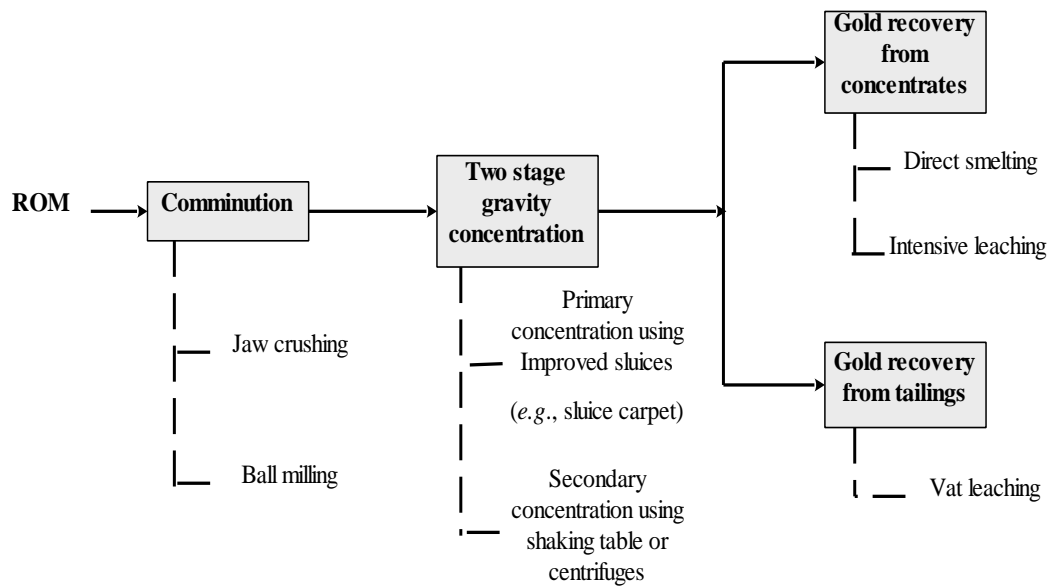 ROM
Comminution
Jaw crushing
Ball milling
Two stage
gravity
concentration
Primary
concentration using
Improved sluices
(e.g., sluice carpet)
Secondary
concentration using
shaking table or
centrifuges
Gold recovery
from
concentrates
Direct smelting
Intensive leaching
Gold recovery
from tailings
Vat leaching